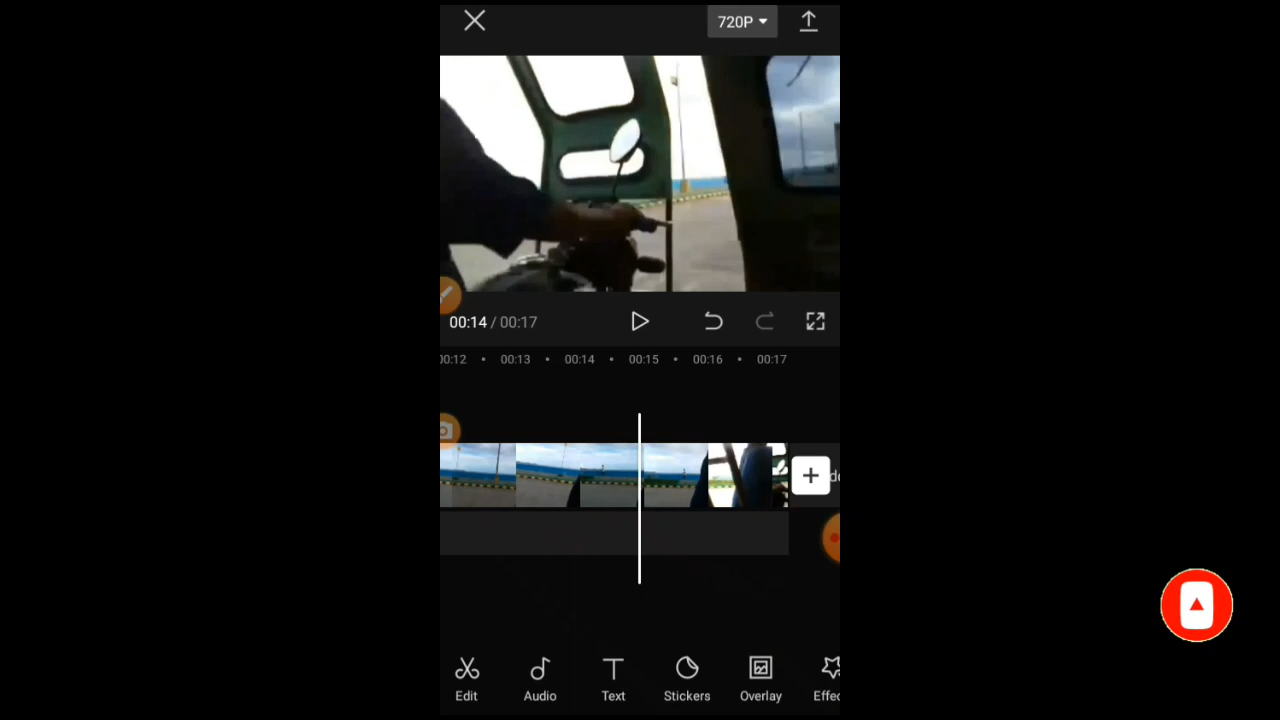 720P
00:14 / 00:17
00:12 • 00:13 • 00:14 • 00:15 • 00:16 • 00:17
Edit Audio Text Stickers Overlay Effec